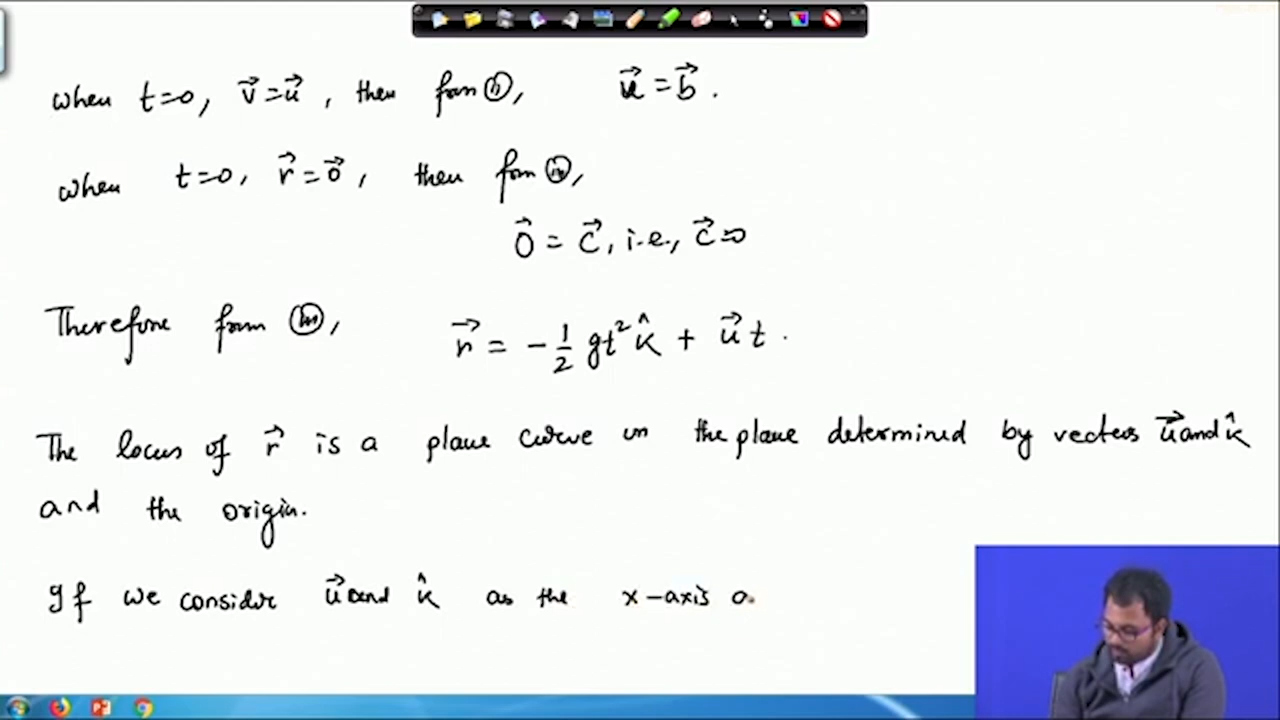 when t=0, v⃗=u⃗, then from (ii), u⃗ = b⃗.
when t=0, r⃗=0⃗, then from (iii),
0⃗ = c⃗, i.e., c⃗=0
Therefore from (iii), r⃗ = -1/2 gt² k̂ + u⃗ t.
The locus of r⃗ is a plane curve in the plane determined by vectors u⃗ and k̂
and the origin.
If we consider u⃗ and k̂ as the x-axis a